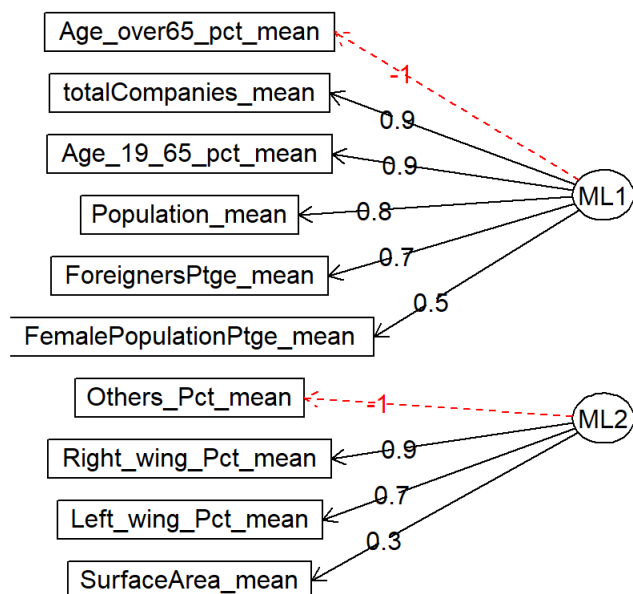 Age_over65_pct_mean
-1
totalCompanies_mean
0.9
Age_19_65_pct_mean
0.9
ML1
Population_mean
0.8
ForeignersPtge_mean
0.7
FemalePopulationPtge_mean
0.5
Others_Pct_mean
-1
ML2
Right_wing_Pct_mean
0.9
Left_wing_Pct_mean
0.7
SurfaceArea_mean
0.3